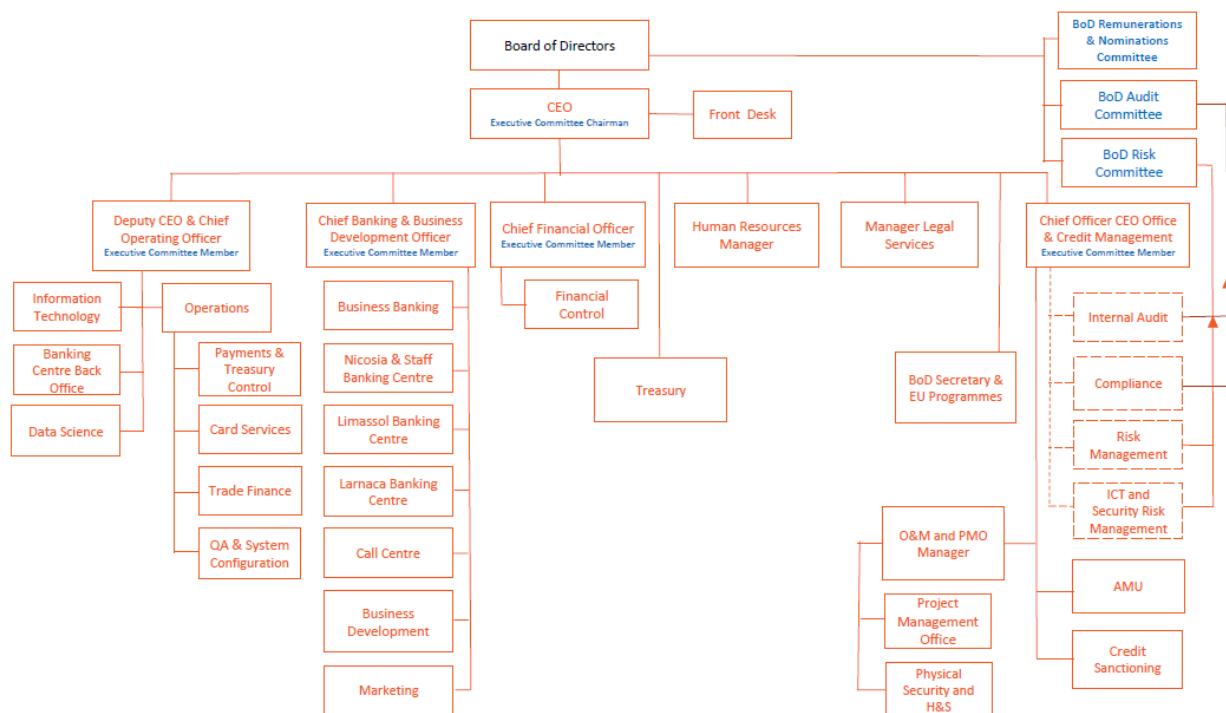 Board of Directors
BoD Remunerations
& Nominations
Committee
CEO
Executive Committee Chairman
Front Desk
BoD Audit
Committee
BoD Risk
Committee
Deputy CEO & Chief
Operating Officer
Executive Committee Member
Chief Banking & Business
Development Officer
Executive Committee Member
Chief Financial Officer
Executive Committee Member
Human Resources
Manager
Manager Legal
Services
Chief Officer CEO Office
& Credit Management
Executive Committee Member
Information
Technology
Operations
Banking
Centre Back
Office
Data Science
Payments &
Treasury
Control
Card Services
Trade Finance
QA & System
Configuration
Business Banking
Nicosia & Staff
Banking Centre
Limassol Banking
Centre
Larnaca Banking
Centre
Call Centre
Business
Development
Marketing
Financial
Control
Treasury
BoD Secretary &
EU Programmes
Internal Audit
Compliance
Risk
Management
ICT and
Security Risk
Management
O&M and PMO
Manager
Project
Management
Office
Physical
Security and
H&S
AMU
Credit
Sanctioning